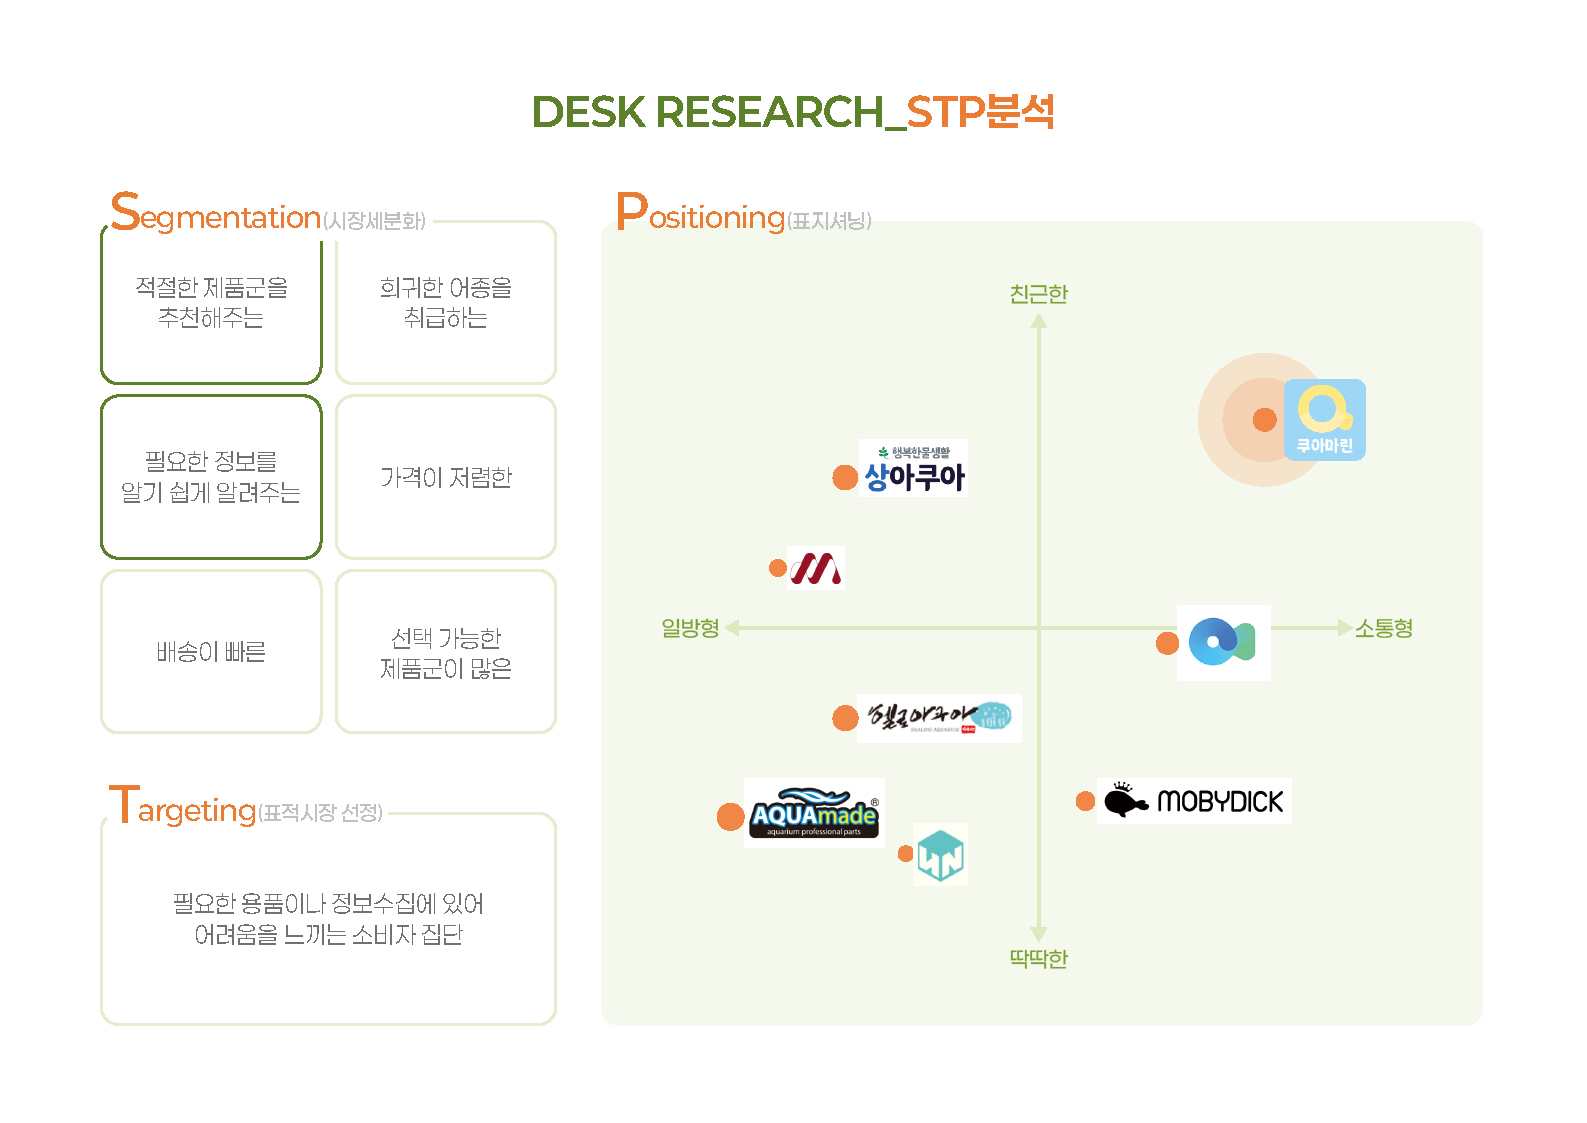 DESK RESEARCH_STP분석
Segmentation(시장세분화)
적절한 제품군을
추천해주는
희귀한 어종을
취급하는
필요한 정보를
알기 쉽게 알려주는
가격이 저렴한
배송이 빠른
선택 가능한
제품군이 많은
Targeting(표적시장 선정)
필요한 용품이나 정보수집에 있어
어려움을 느끼는 소비자 집단
Positioning(표지셔닝)
친근한
쿠아마린
행복한물생활
상아쿠아
일방형
소통형
헬로아쿠아
HEALING AQUARIUM
AQUAmade®
aquarium professional parts
MOBYDICK
딱딱한